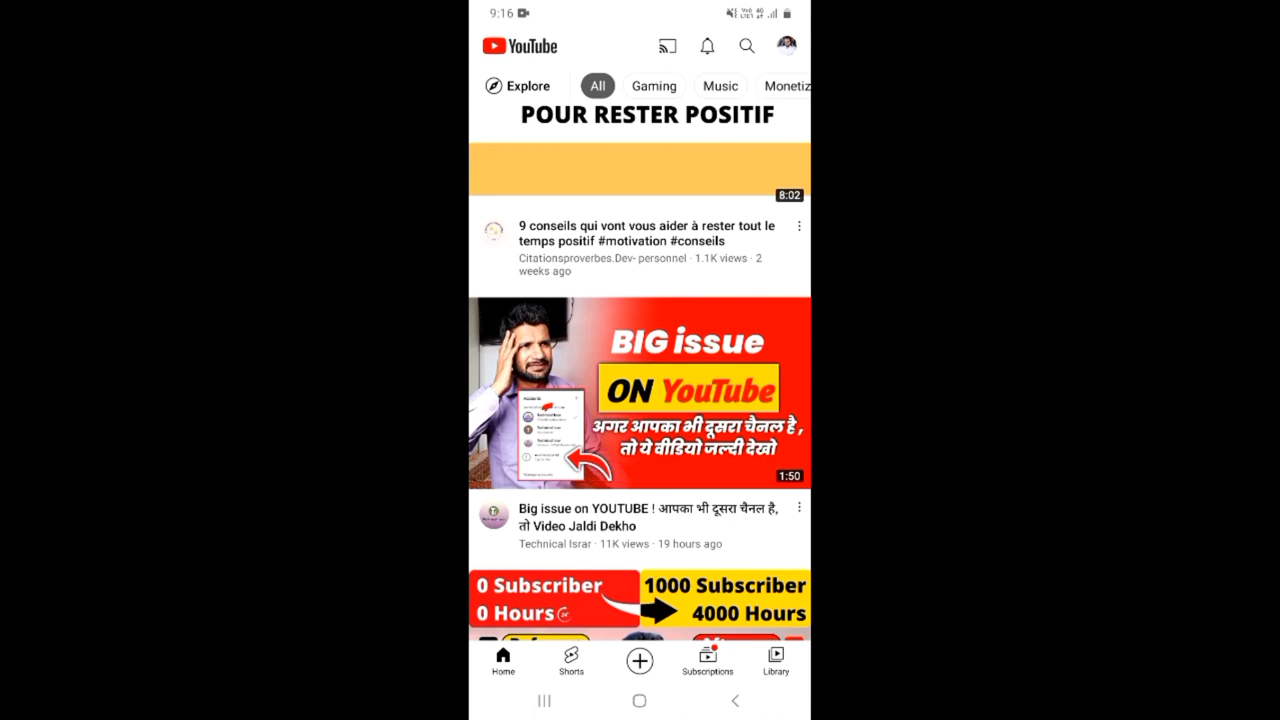 9:16
YouTube
Explore
All
Gaming
Music
Monetiz
POUR RESTER POSITIF
8:02
9 conseils qui vont vous aider à rester tout le
temps positif #motivation #conseils
Citationsproverbes.Dev- personnel · 1.1K views · 2
weeks ago
BIG issue
ON YouTube
अगर आपका भी दूसरा चैनल है ,
तो ये वीडियो जल्दी देखो
Accounts
1:50
Big issue on YOUTUBE ! आपका भी दूसरा चैनल है,
तो Video Jaldi Dekho
Technical Israr · 11K views · 19 hours ago
0 Subscriber
1000 Subscriber
0 Hours
4000 Hours
Home
Shorts
Subscriptions
Library